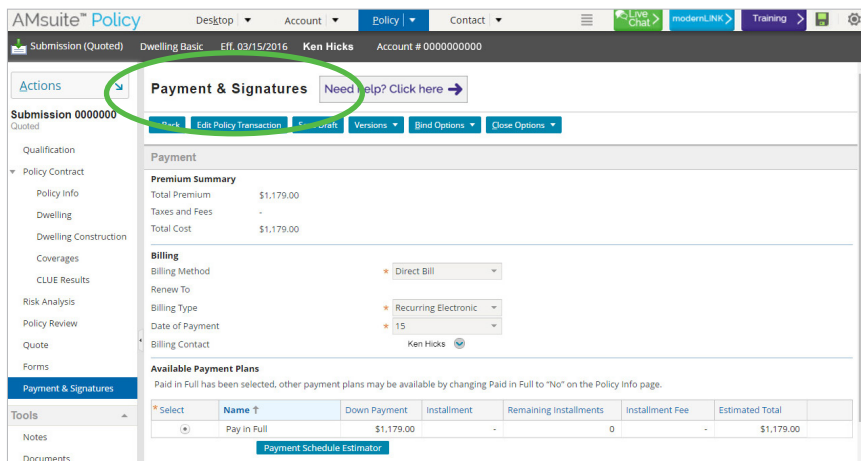 AMsuite™ Policy Desktop Account Policy Contact Live Chat modernLINK Training
Submission (Quoted) Dwelling Basic Eff. 03/15/2016 Ken Hicks Account # 0000000000
Actions
Payment & Signatures Need help? Click here
Submission 0000000
Quoted
Back Edit Policy Transaction Save Draft Versions Bind Options Close Options
Qualification
Policy Contract
Policy Info
Dwelling
Dwelling Construction
Coverages
CLUE Results
Risk Analysis
Policy Review
Quote
Forms
Payment & Signatures
Tools
Notes
Documents
Payment
Premium Summary
Total Premium $1,179.00
Taxes and Fees -
Total Cost $1,179.00
Billing
Billing Method * Direct Bill
Renew To
Billing Type * Recurring Electronic
Date of Payment * 15
Billing Contact Ken Hicks
Available Payment Plans
Paid in Full has been selected, other payment plans may be available by changing Paid in Full to "No" on the Policy Info page.
* Select Name ↑ Down Payment Installment Remaining Installments Installment Fee Estimated Total
Pay in Full $1,179.00 - 0 - $1,179.00
Payment Schedule Estimator